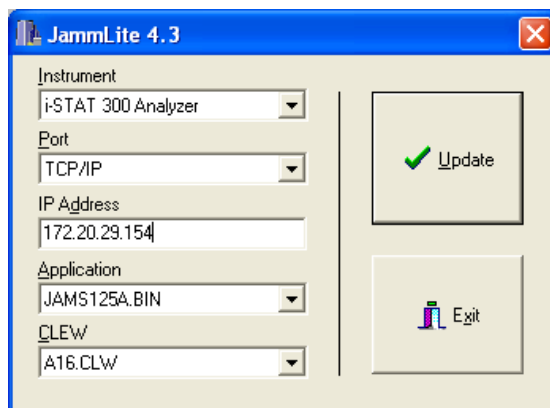 JammLite 4.3
Instrument
i-STAT 300 Analyzer
Port
TCP/IP
IP Address
172.20.29.154
Application
JAMS125A.BIN
CLEW
A16.CLW
Update
Exit